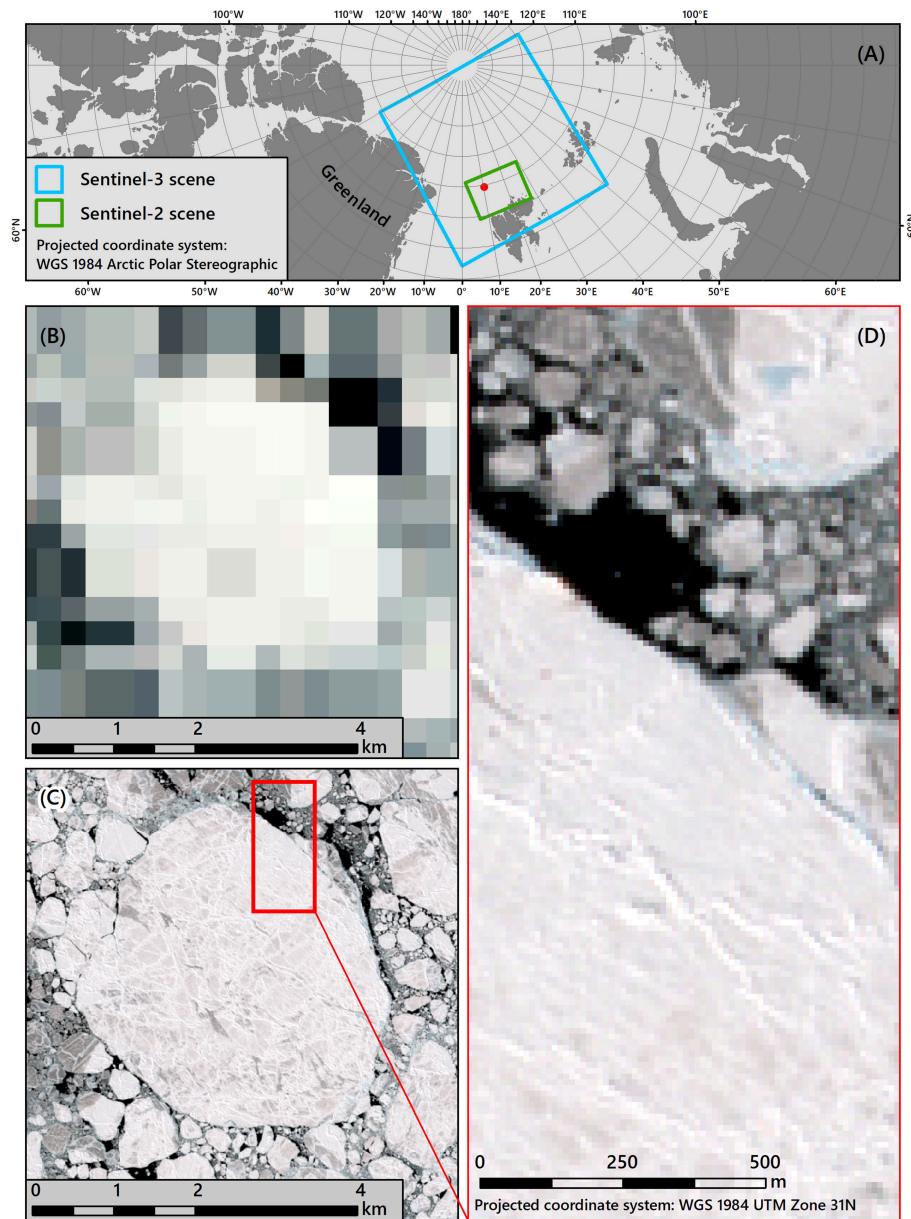 100°W 110°W 120°W 140°W 180° 140°E 120°E 110°E 100°E
(A)
Greenland
Sentinel-3 scene
Sentinel-2 scene
Projected coordinate system:
WGS 1984 Arctic Polar Stereographic
60°N
60°N
60°W 50°W 40°W 30°W 20°W 10°W 0° 10°E 20°E 30°E 40°E 50°E 60°E
(B)
0 1 2 4
km
(C)
0 1 2 4
km
(D)
0 250 500
m
Projected coordinate system: WGS 1984 UTM Zone 31N